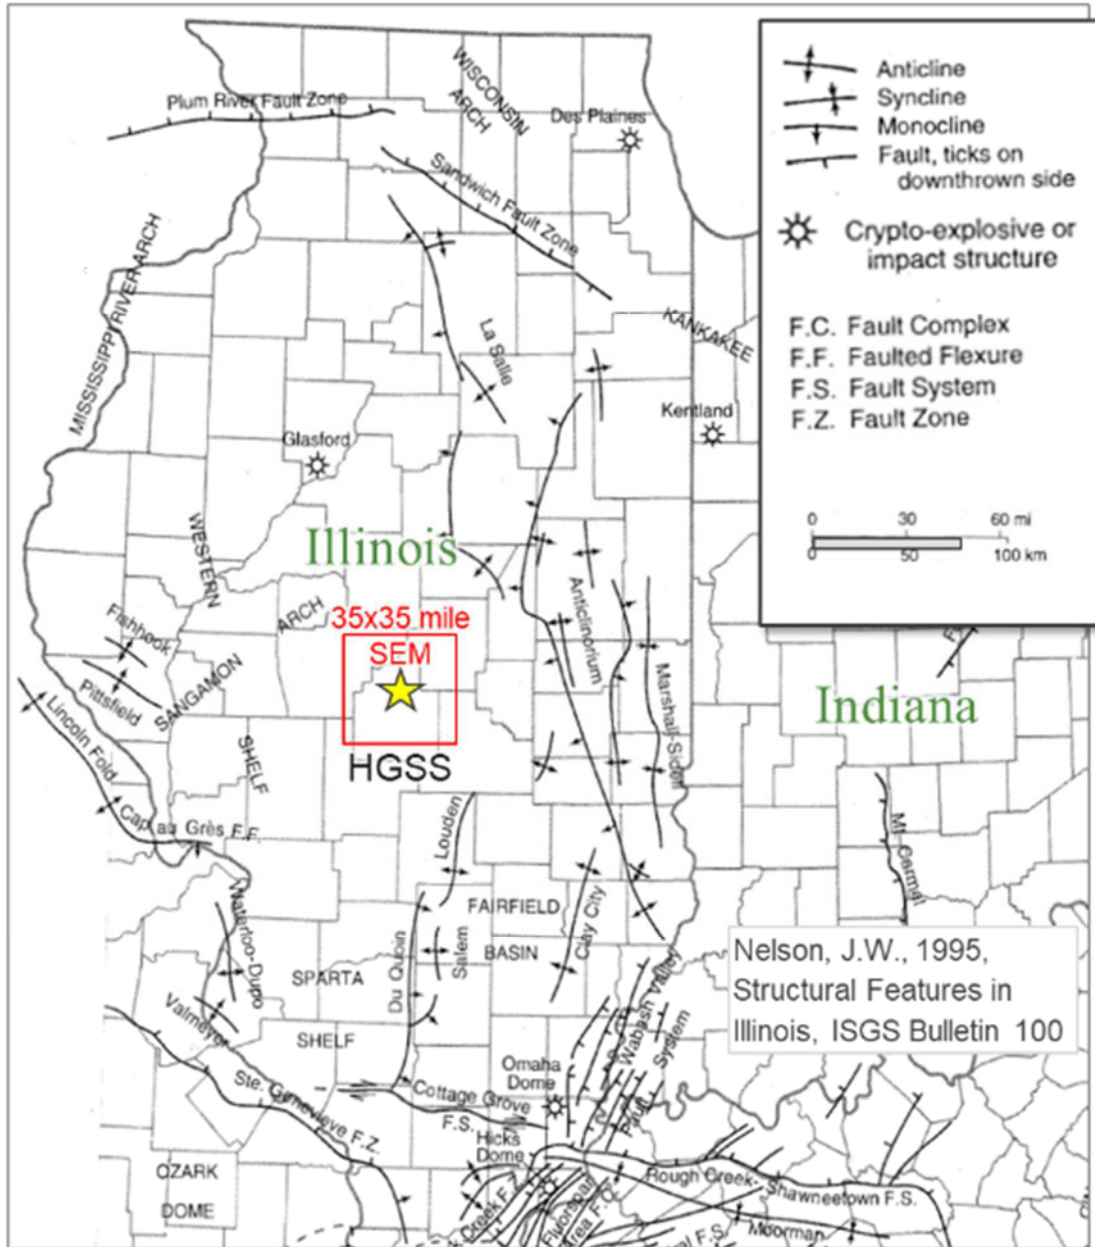 Anticline
Syncline
Monocline
Fault, ticks on
downthrown side
Crypto-explosive or
impact structure
F.C. Fault Complex
F.F. Faulted Flexure
F.S. Fault System
F.Z. Fault Zone
0 30 60 mi
0 50 100 km
WISCONSIN
ARCH
Plum River Fault Zone
Des Plaines
Sandwich Fault Zone
MISSISSIPPI RIVER ARCH
La Salle
KANKAKEE
Kentland
Glasford
Illinois
WESTERN
ARCH
35x35 mile
SEM
Anticlinorium
Fishhook
Pittsfield
SANGAMON
Lincoln Fold
Marshall-Sidell
Indiana
HGSS
SHELF
Cap au Grès F.F.
Louden
Mt. Carmel
Waterloo-Dupo
FAIRFIELD
BASIN
Clay City
Salem
Du Quoin
SPARTA
SHELF
Valmeyer
Wabash Valley
Fault
System
Nelson, J.W., 1995,
Structural Features in
Illinois, ISGS Bulletin 100
Omaha
Dome
Ste. Genevieve F.Z.
Cottage Grove
F.S.
Hicks
Dome
OZARK
DOME
Rough Creek-
Shawneetown F.S.
Creek F.Z.
Fluorspar
Area F.C.
Moorman
F.S.